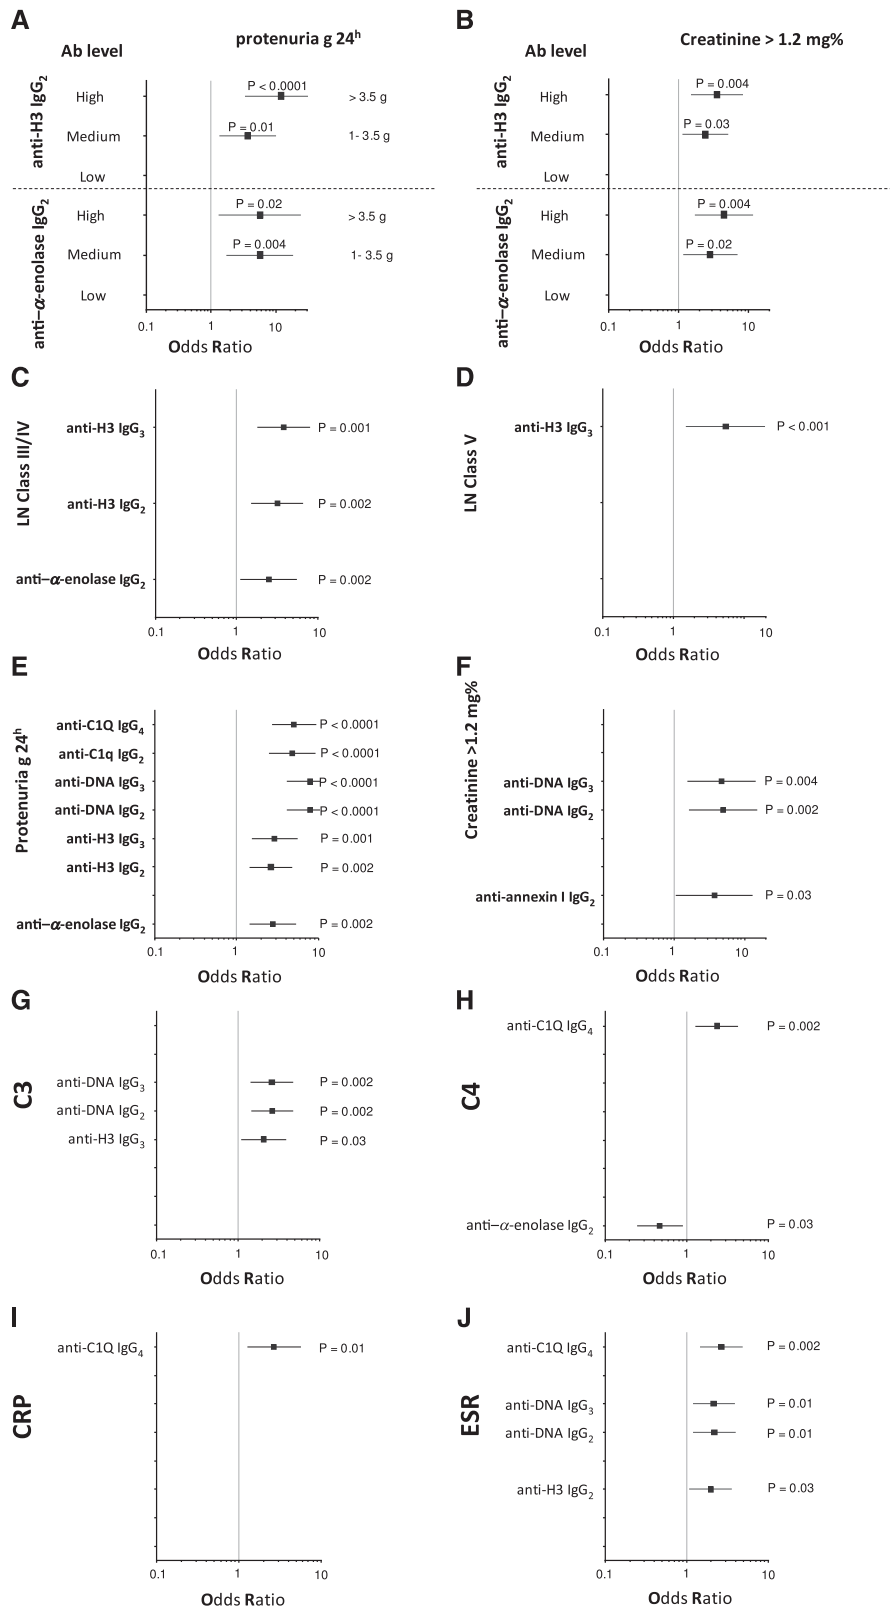 A
protenuria g 24h
Ab level
anti-H3 IgG2
High
P < 0.0001
> 3.5 g
Medium
P = 0.01
1- 3.5 g
Low
anti–α-enolase IgG2
High
P = 0.02
> 3.5 g
Medium
P = 0.004
1- 3.5 g
Low
0.1 1 10
Odds Ratio
B
Creatinine > 1.2 mg%
Ab level
anti-H3 IgG2
High
P = 0.004
Medium
P = 0.03
Low
anti–α-enolase IgG2
High
P = 0.004
Medium
P = 0.02
Low
0.1 1 10
Odds Ratio
C
LN Class III/IV
anti-H3 IgG3 P = 0.001
anti-H3 IgG2 P = 0.002
anti–α-enolase IgG2 P = 0.002
0.1 1 10
Odds Ratio
D
LN Class V
anti-H3 IgG3 P < 0.001
0.1 1 10
Odds Ratio
E
Protenuria g 24h
anti-C1Q IgG4 P < 0.0001
anti-C1q IgG2 P < 0.0001
anti-DNA IgG3 P < 0.0001
anti-DNA IgG2 P < 0.0001
anti-H3 IgG3 P = 0.001
anti-H3 IgG2 P = 0.002
anti–α-enolase IgG2 P = 0.002
0.1 1 10
Odds Ratio
F
Creatinine >1.2 mg%
anti-DNA IgG3 P = 0.004
anti-DNA IgG2 P = 0.002
anti-annexin I IgG2 P = 0.03
0.1 1 10
Odds Ratio
G
C3
anti-DNA IgG3 P = 0.002
anti-DNA IgG2 P = 0.002
anti-H3 IgG3 P = 0.03
0.1 1 10
Odds Ratio
H
C4
anti-C1Q IgG4 P = 0.002
anti–α-enolase IgG2 P = 0.03
0.1 1 10
Odds Ratio
I
CRP
anti-C1Q IgG4 P = 0.01
0.1 1 10
Odds Ratio
J
ESR
anti-C1Q IgG4 P = 0.002
anti-DNA IgG3 P = 0.01
anti-DNA IgG2 P = 0.01
anti-H3 IgG2 P = 0.03
0.1 1 10
Odds Ratio